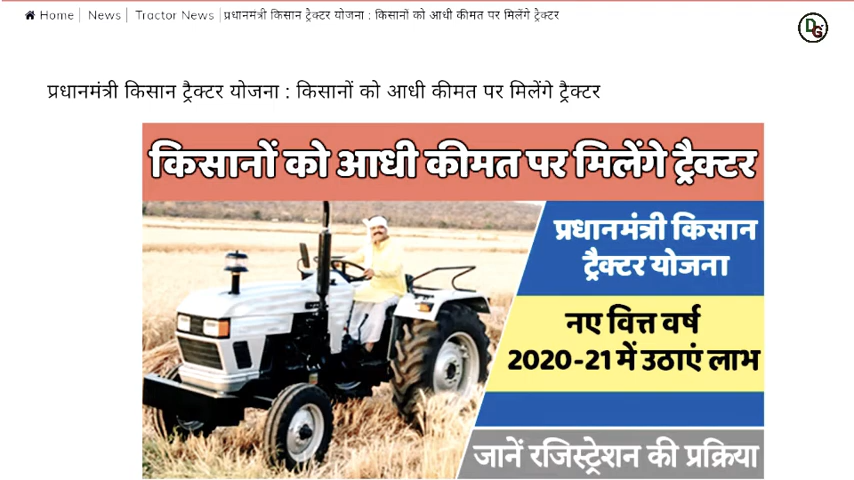 Home | News | Tractor News | प्रधानमंत्री किसान ट्रैक्टर योजना : किसानों को आधी कीमत पर मिलेंगे ट्रैक्टर
DG
प्रधानमंत्री किसान ट्रैक्टर योजना : किसानों को आधी कीमत पर मिलेंगे ट्रैक्टर
किसानों को आधी कीमत पर मिलेंगे ट्रैक्टर
प्रधानमंत्री किसान
ट्रैक्टर योजना
नए वित्त वर्ष
2020-21 में उठाएं लाभ
जानें रजिस्ट्रेशन की प्रक्रिया